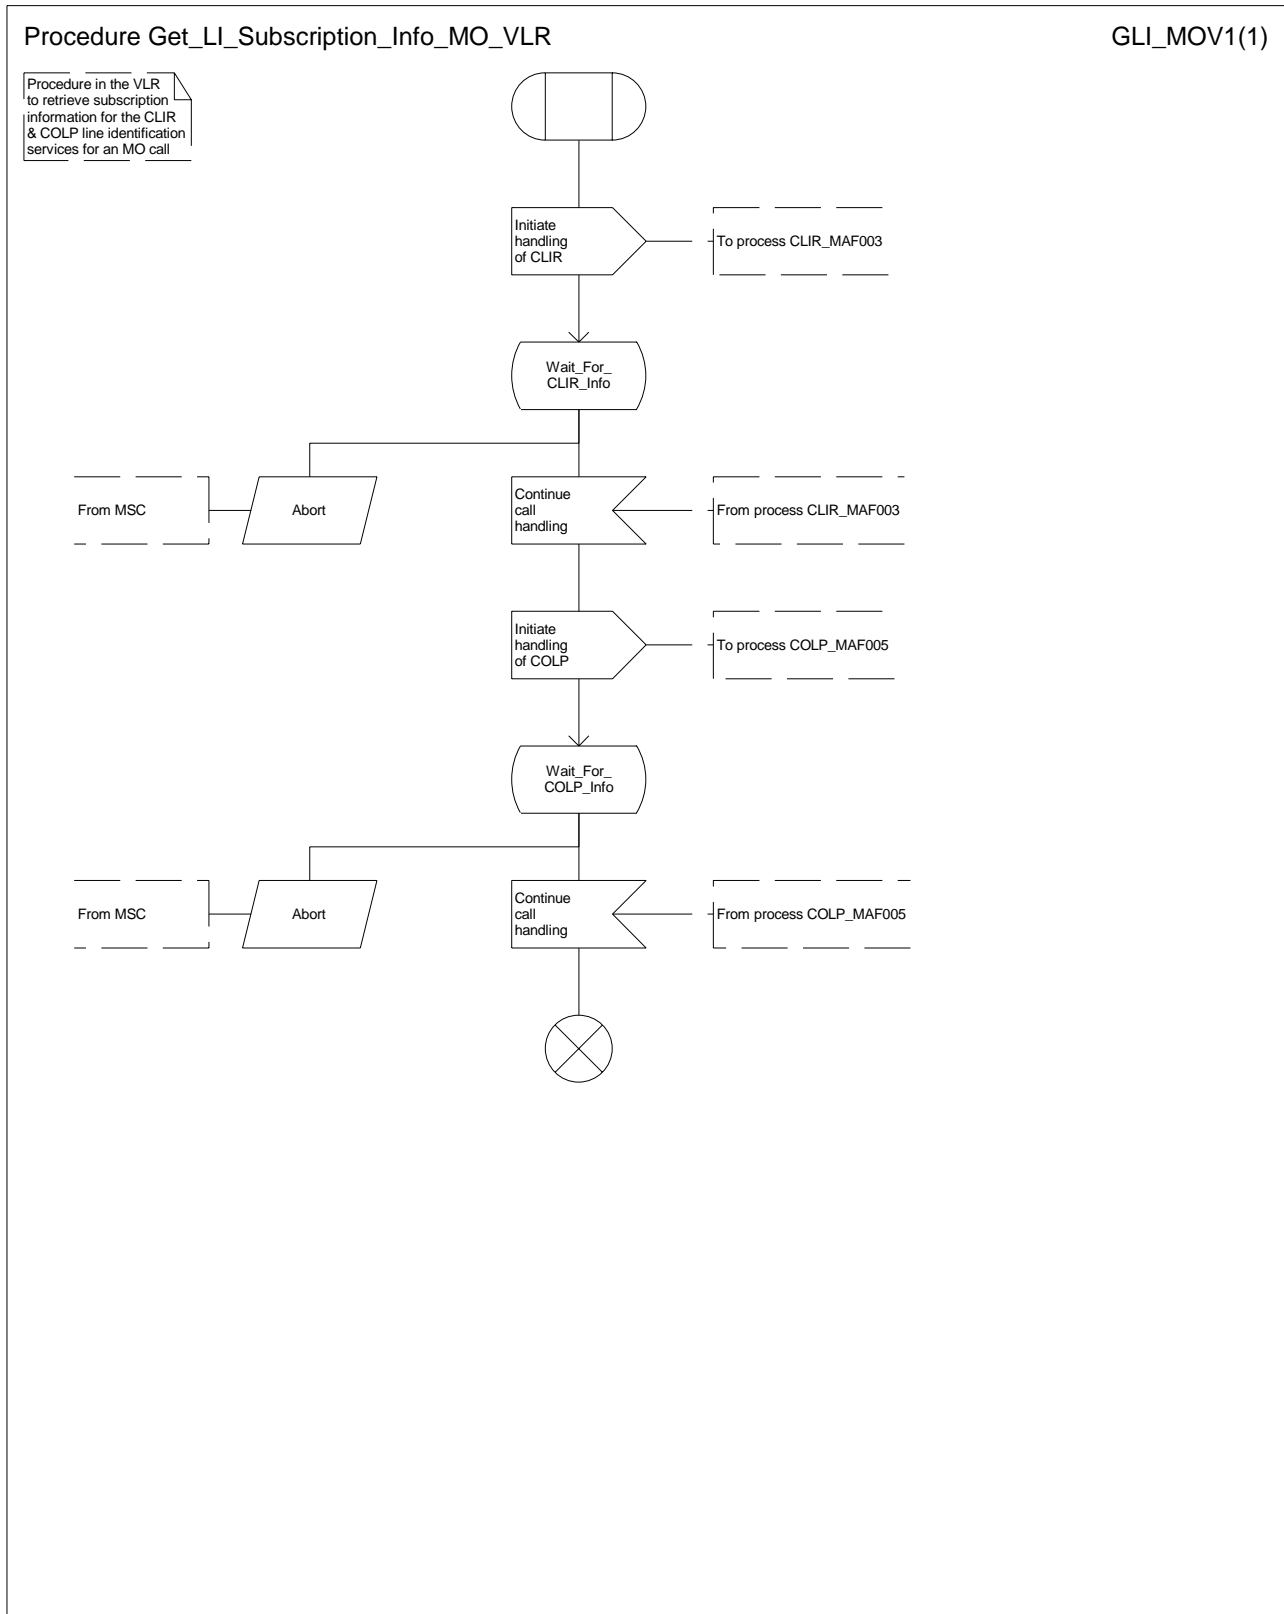 Procedure Get_LI_Subscription_Info_MO_VLR
GLI_MOV1(1)
Procedure in the VLR
to retrieve subscription
information for the CLIR
& COLP line identification
services for an MO call
Initiate
handling
of CLIR
To process CLIR_MAF003
Wait_For_
CLIR_Info
From MSC
Abort
Continue
call
handling
From process CLIR_MAF003
Initiate
handling
of COLP
To process COLP_MAF005
Wait_For_
COLP_Info
From MSC
Abort
Continue
call
handling
From process COLP_MAF005